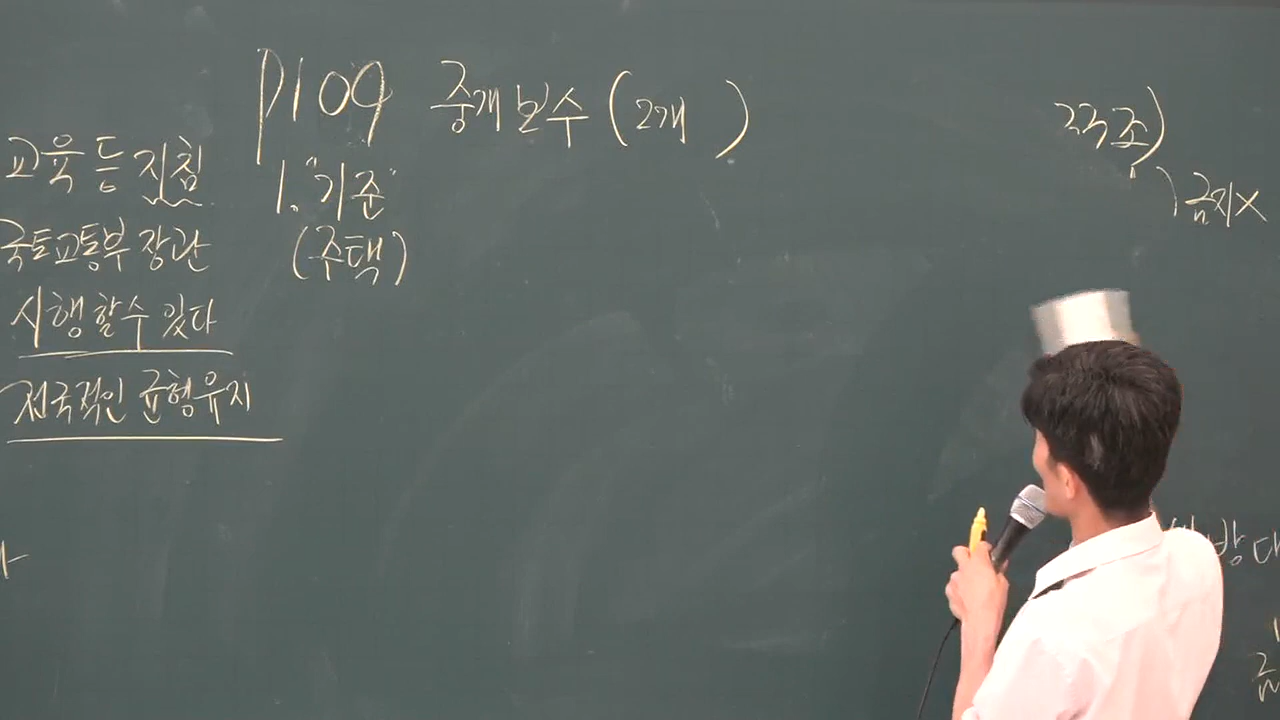 교육 등 지침
국토교통부 장관
시행 할 수 있다
전국적인 균형유지
P109 중개보수 (2개 )
1. "기준"
(주택)
33조)
) 금지X
방대